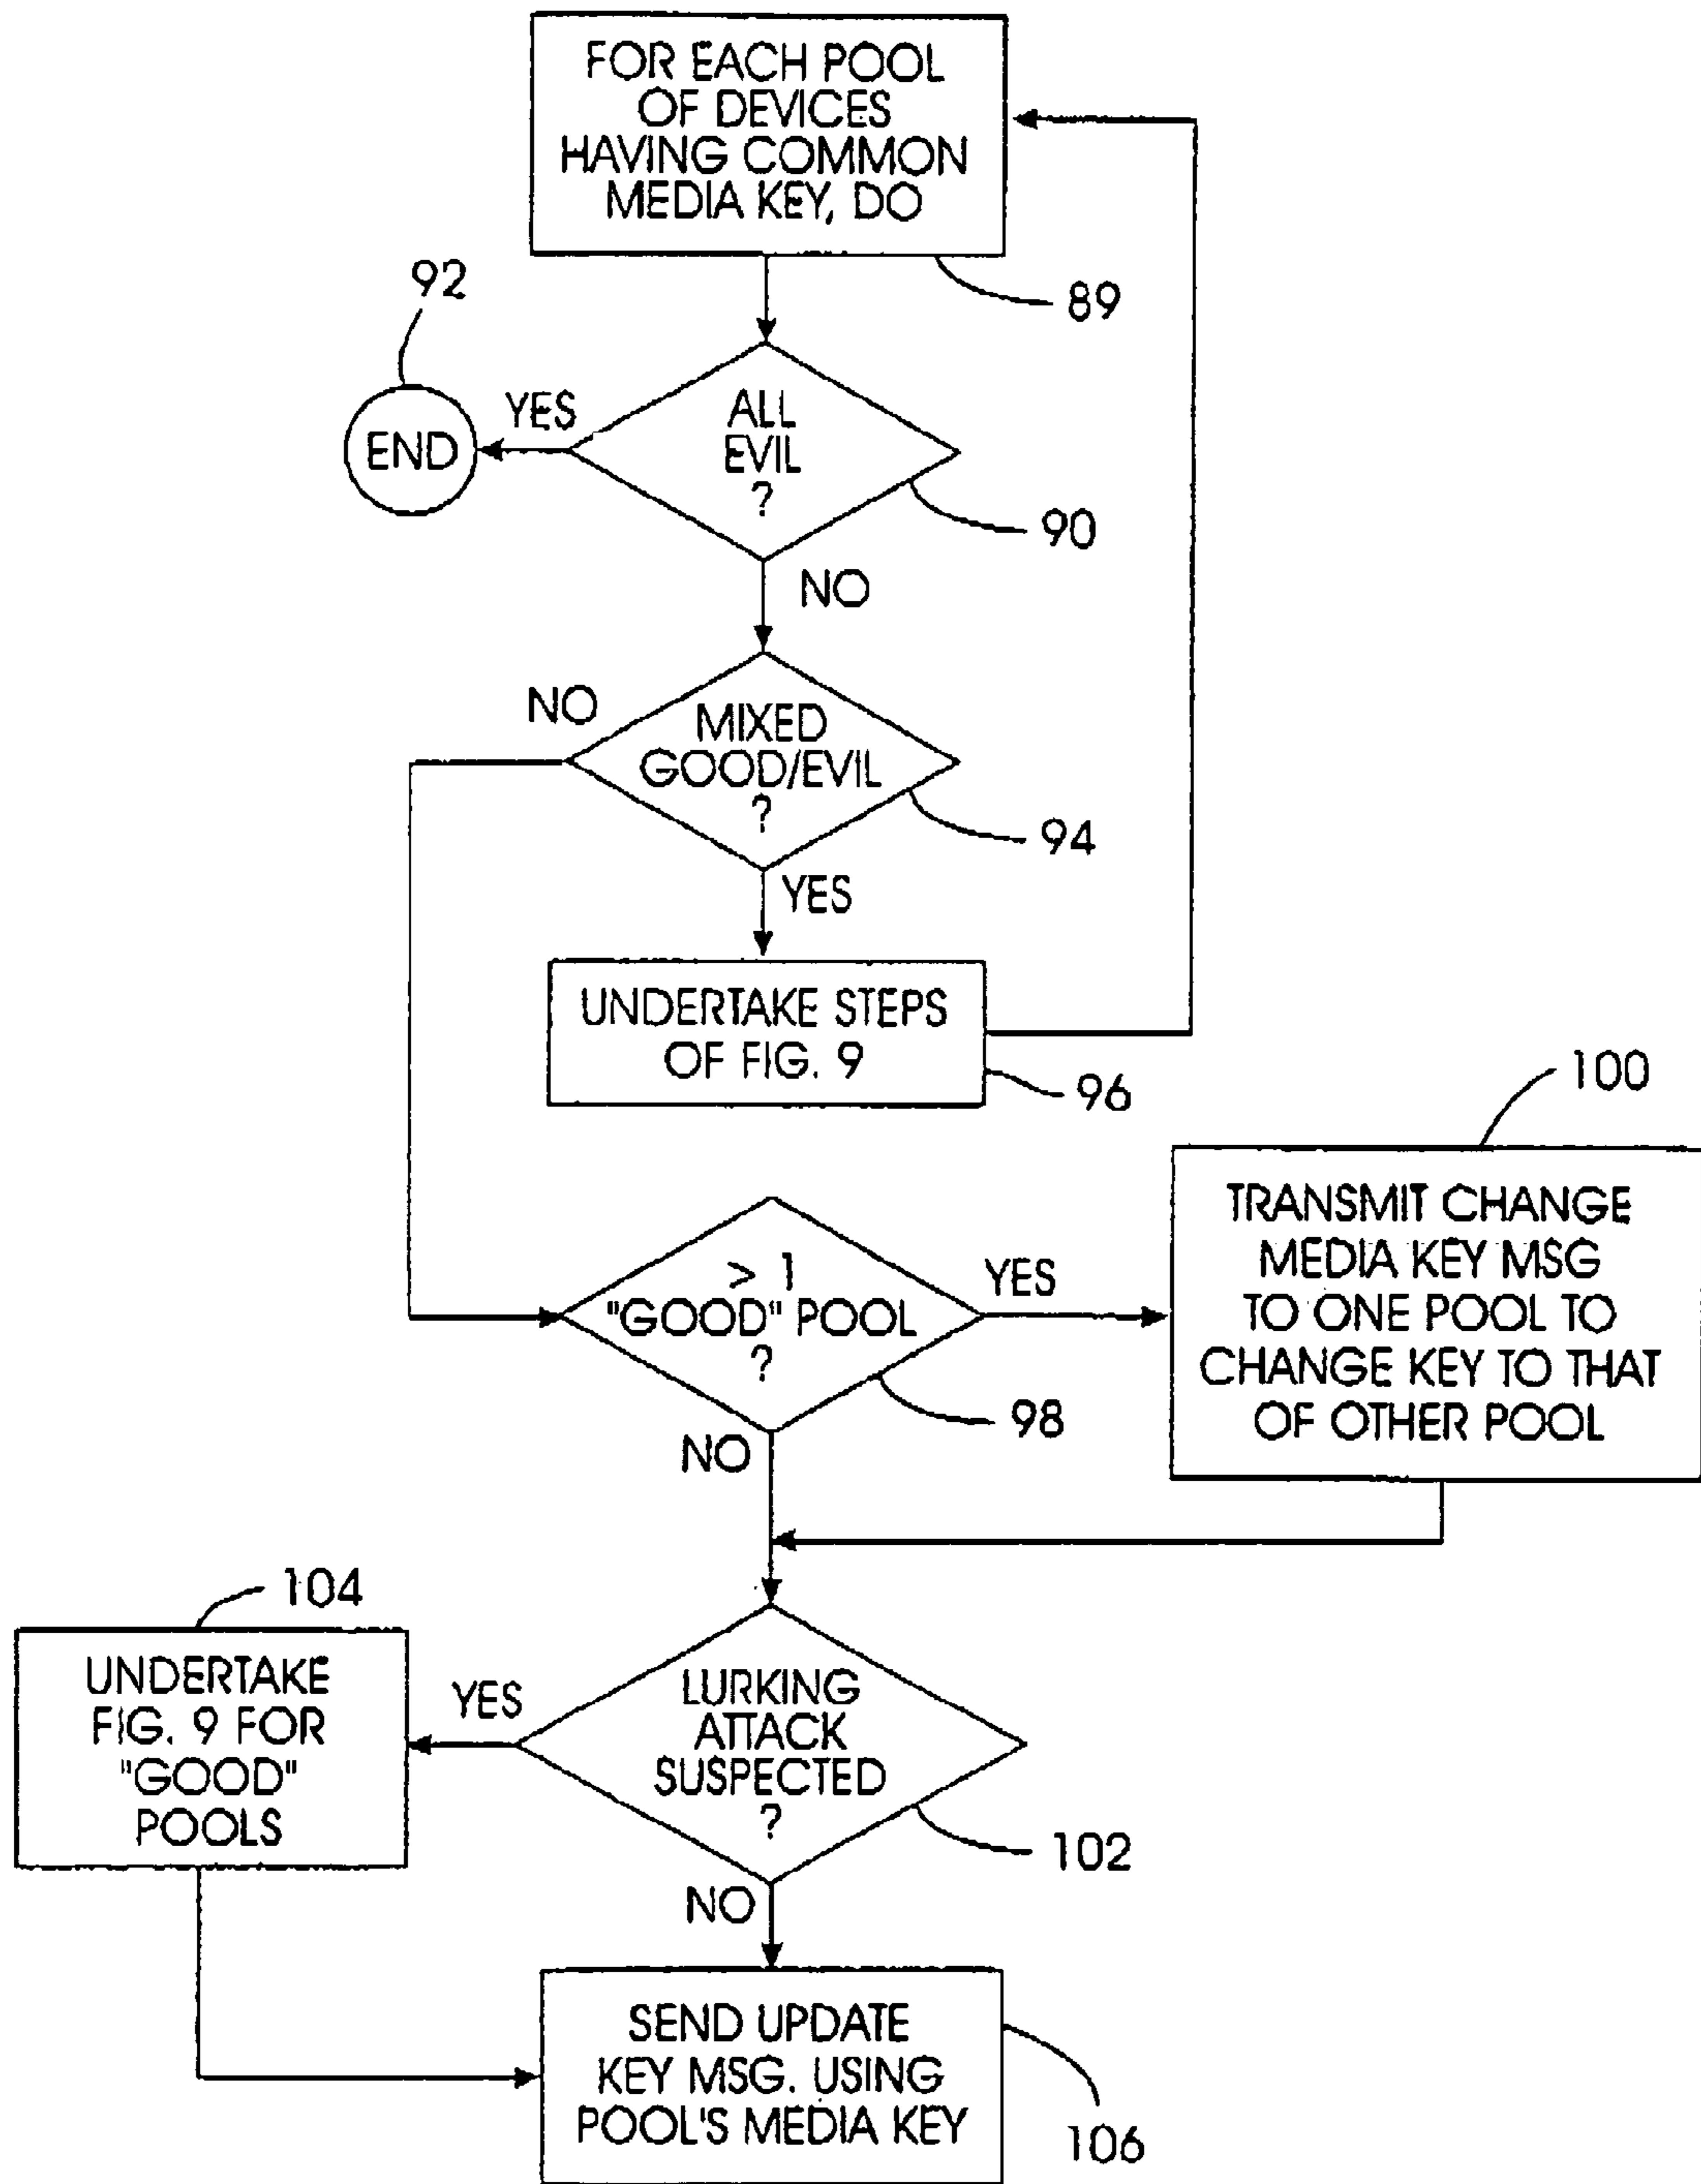 FOR EACH POOL
OF DEVICES
HAVING COMMON
MEDIA KEY, DO
89
92
END
YES
ALL
EVIL
?
90
NO
NO
MIXED
GOOD/EVIL
?
94
YES
UNDERTAKE STEPS
OF FIG. 9
96
100
TRANSMIT CHANGE
MEDIA KEY MSG
TO ONE POOL TO
CHANGE KEY TO THAT
OF OTHER POOL
> 1
"GOOD" POOL
?
YES
98
NO
104
UNDERTAKE
FIG. 9 FOR
"GOOD"
POOLS
YES
LURKING
ATTACK
SUSPECTED
?
102
NO
SEND UPDATE
KEY MSG. USING
POOL'S MEDIA KEY
106